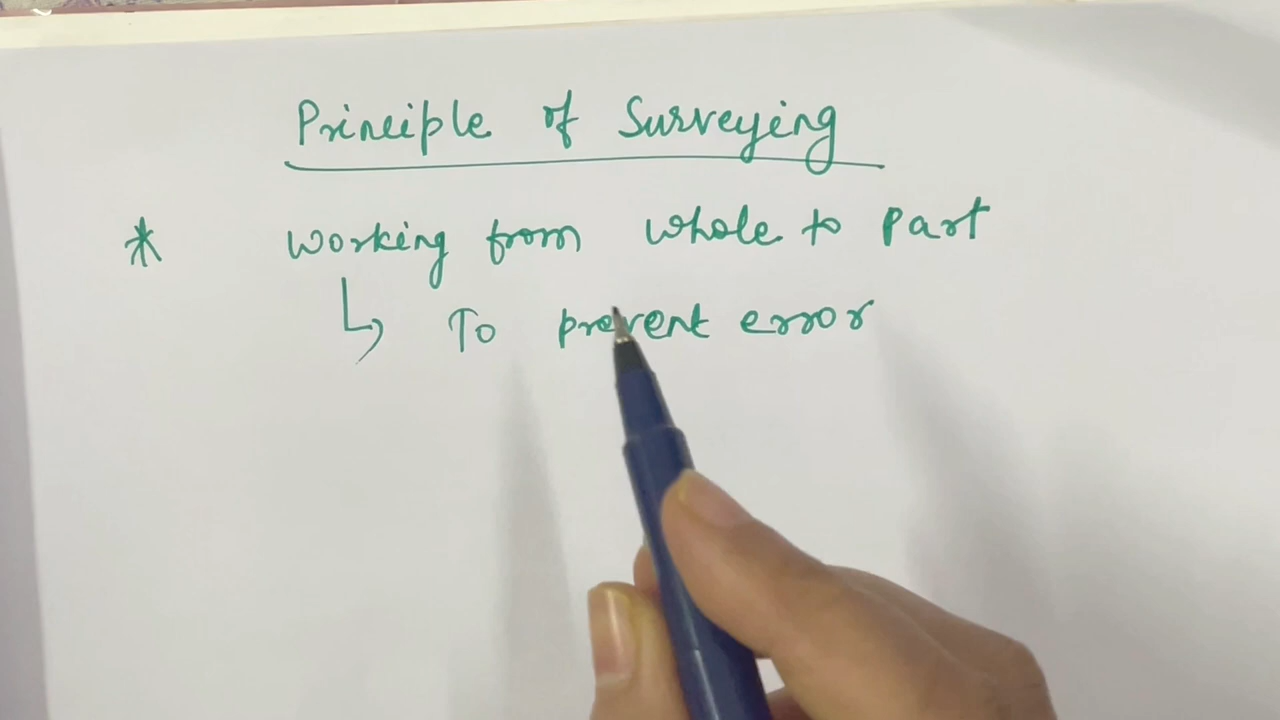 Principle of Surveying
* Working from whole to part
↳ To prevent error